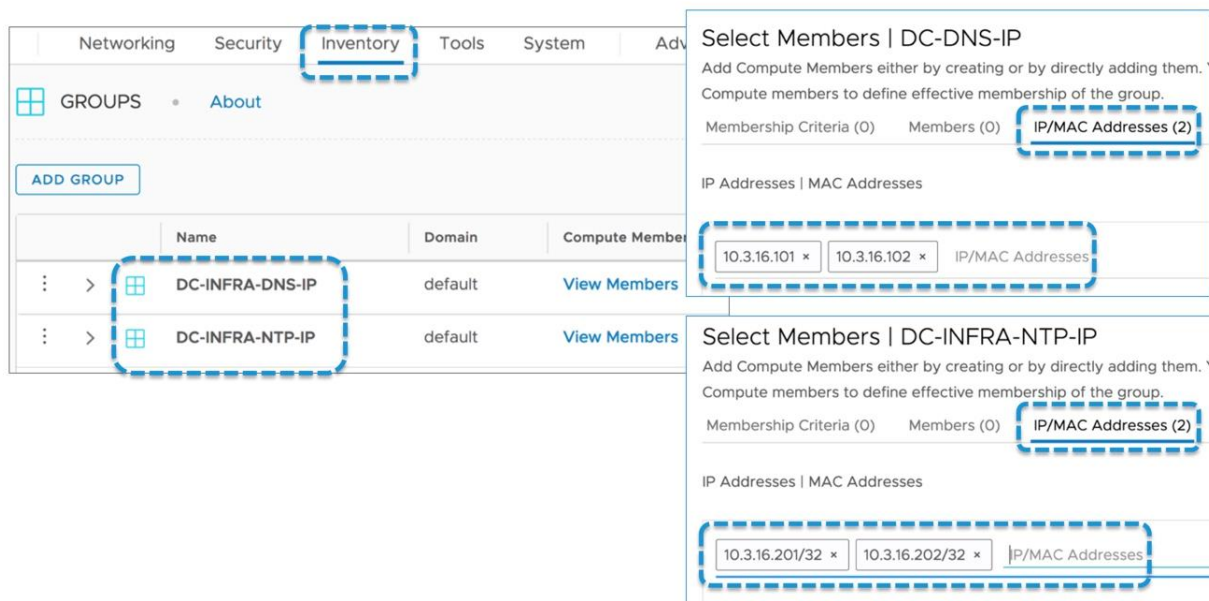 Networking Security Inventory Tools System Adv
GROUPS • About
ADD GROUP
Name Domain Compute Member
DC-INFRA-DNS-IP default View Members
DC-INFRA-NTP-IP default View Members
Select Members | DC-DNS-IP
Add Compute Members either by creating or by directly adding them. Y
Compute members to define effective membership of the group.
Membership Criteria (0) Members (0) IP/MAC Addresses (2)
IP Addresses | MAC Addresses
10.3.16.101 × 10.3.16.102 × IP/MAC Addresses
Select Members | DC-INFRA-NTP-IP
Add Compute Members either by creating or by directly adding them. Y
Compute members to define effective membership of the group.
Membership Criteria (0) Members (0) IP/MAC Addresses (2)
IP Addresses | MAC Addresses
10.3.16.201/32 × 10.3.16.202/32 × IP/MAC Addresses